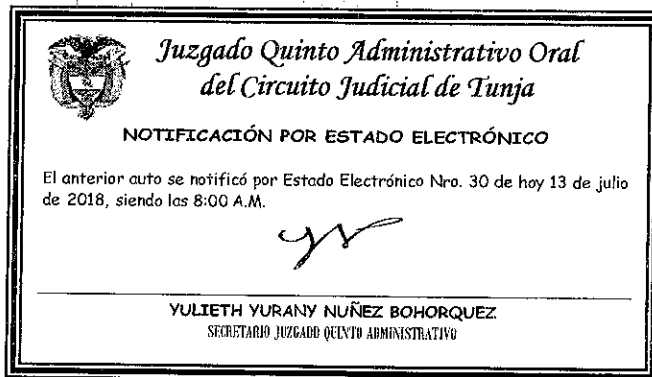 Juzgado Quinto Administrativo Oral
del Circuito Judicial de Tunja
NOTIFICACIÓN POR ESTADO ELECTRÓNICO
El anterior auto se notificó por Estado Electrónico Nro. 30 de hoy 13 de julio
de 2018, siendo las 8:00 A.M.
YULIETH YURANY NUÑEZ BOHORQUEZ
SECRETARIO JUZGADO QUINTO ADMINISTRATIVO